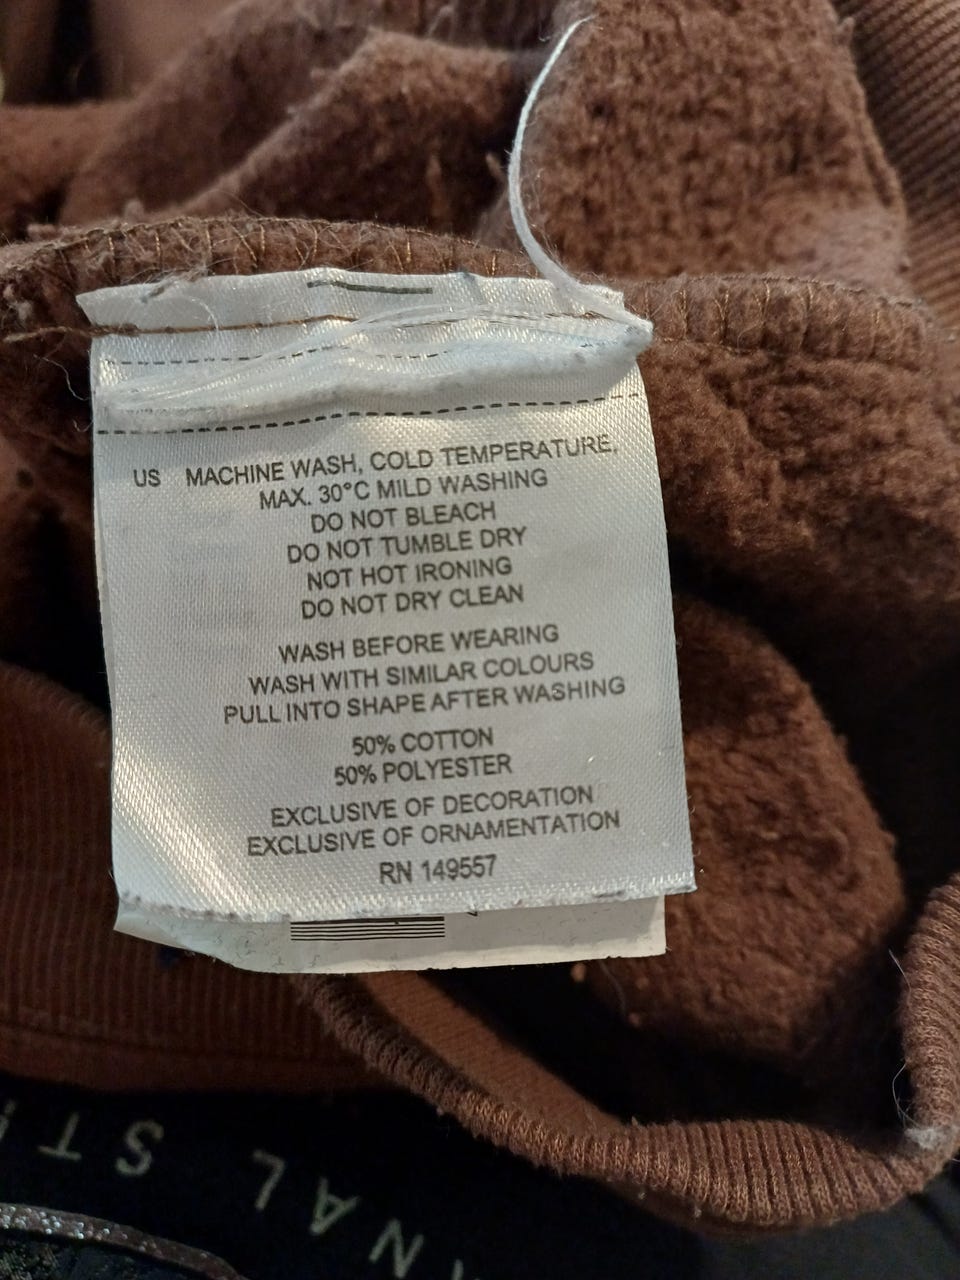 US MACHINE WASH, COLD TEMPERATURE,
MAX. 30°C MILD WASHING
DO NOT BLEACH
DO NOT TUMBLE DRY
NOT HOT IRONING
DO NOT DRY CLEAN
WASH BEFORE WEARING
WASH WITH SIMILAR COLOURS
PULL INTO SHAPE AFTER WASHING
50% COTTON
50% POLYESTER
EXCLUSIVE OF DECORATION
EXCLUSIVE OF ORNAMENTATION
RN 149557